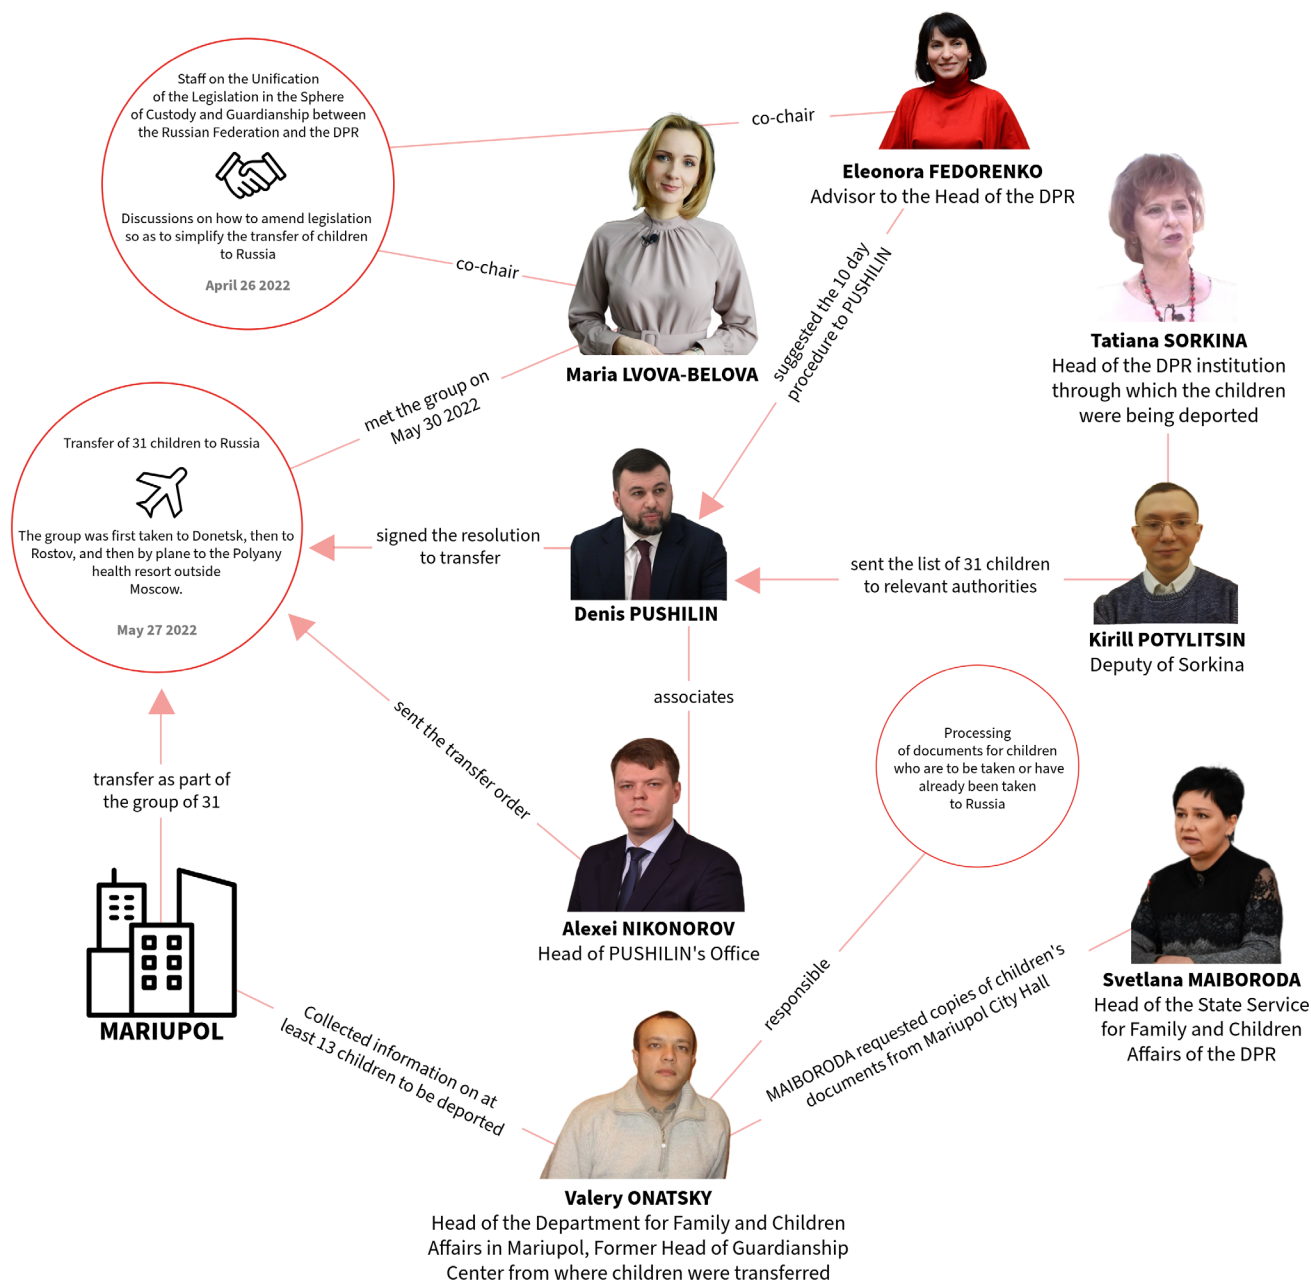 Staff on the Unification
of the Legislation in the Sphere
of Custody and Guardianship between
the Russian Federation and the DPR
Discussions on how to amend legislation
so as to simplify the transfer of children
to Russia
April 26 2022
co-chair
Eleonora FEDORENKO
Advisor to the Head of the DPR
co-chair
Maria LVOVA-BELOVA
suggested the 10 day
procedure to PUSHILIN
Tatiana SORKINA
Head of the DPR institution
through which the children
were being deported
met the group on
May 30 2022
Transfer of 31 children to Russia
The group was first taken to Donetsk, then to
Rostov, and then by plane to the Polyany
health resort outside
Moscow.
May 27 2022
signed the resolution
to transfer
Denis PUSHILIN
sent the list of 31 children
to relevant authorities
Kirill POTYLITSIN
Deputy of Sorkina
associates
sent the transfer order
Alexei NIKONOROV
Head of PUSHILIN's Office
Processing
of documents for children
who are to be taken or have
already been taken
to Russia
transfer as part of
the group of 31
MARIUPOL
Svetlana MAIBORODA
Head of the State Service
for Family and Children
Affairs of the DPR
responsible
MAIBORODA requested copies of children's
documents from Mariupol City Hall
Collected information on at
least 13 children to be deported
Valery ONATSKY
Head of the Department for Family and Children
Affairs in Mariupol, Former Head of Guardianship
Center from where children were transferred